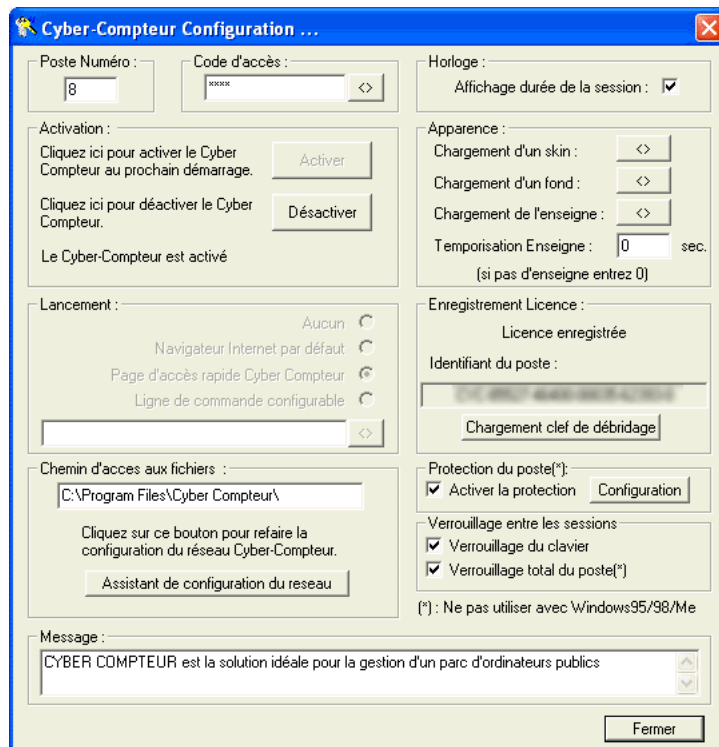 Cyber-Compteur Configuration ...
Poste Numéro :
8
Code d'accès :
****
<>
Horloge :
Affichage durée de la session :
Activation :
Cliquez ici pour activer le Cyber
Compteur au prochain démarrage.
Activer
Cliquez ici pour déactiver le Cyber
Compteur.
Désactiver
Le Cyber-Compteur est activé
Apparence :
Chargement d'un skin :
<>
Chargement d'un fond :
<>
Chargement de l'enseigne :
<>
Temporisation Enseigne :
0
sec.
(si pas d'enseigne entrez 0)
Lancement :
Aucun
Navigateur Internet par défaut
Page d'accès rapide Cyber Compteur
Ligne de commande configurable
<>
Enregistrement Licence :
Licence enregistrée
Identifiant du poste :
Chargement clef de débridage
Chemin d'acces aux fichiers :
C:\Program Files\Cyber Compteur\
Cliquez sur ce bouton pour refaire la
configuration du réseau Cyber-Compteur.
Assistant de configuration du reseau
Protection du poste(*):
Activer la protection
Configuration
Verrouillage entre les sessions
Verrouillage du clavier
Verrouillage total du poste(*)
(*) : Ne pas utiliser avec Windows95/98/Me
Message :
CYBER COMPTEUR est la solution idéale pour la gestion d'un parc d'ordinateurs publics
Fermer